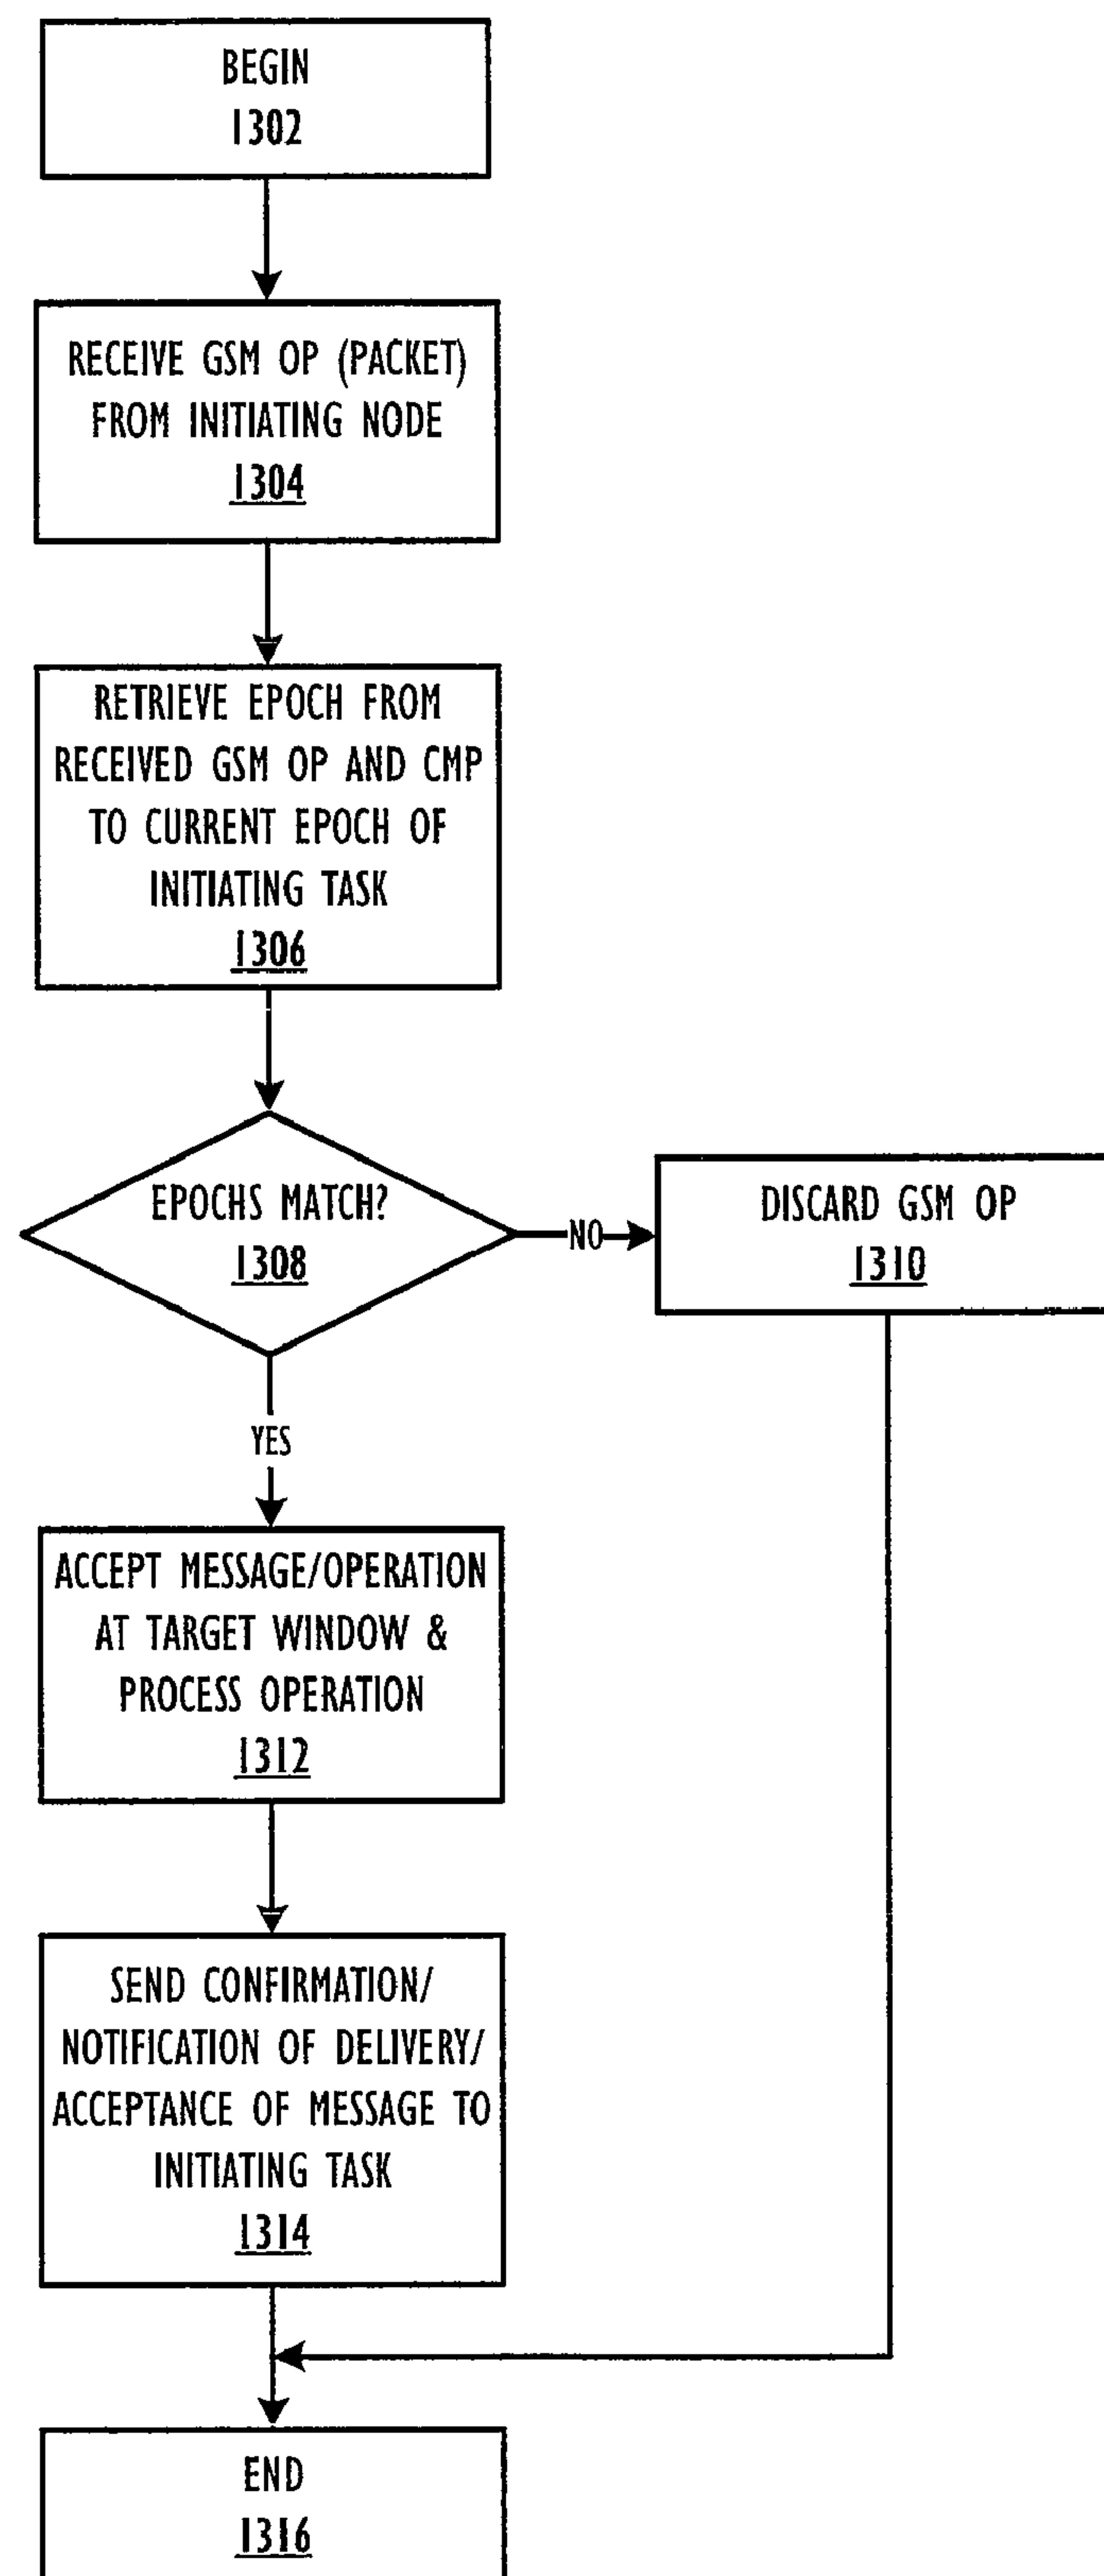 BEGIN
1302
RECEIVE GSM OP (PACKET)
FROM INITIATING NODE
1304
RETRIEVE EPOCH FROM
RECEIVED GSM OP AND CMP
TO CURRENT EPOCH OF
INITIATING TASK
1306
EPOCHS MATCH?
1308
NO
DISCARD GSM OP
1310
YES
ACCEPT MESSAGE/OPERATION
AT TARGET WINDOW &
PROCESS OPERATION
1312
SEND CONFIRMATION/
NOTIFICATION OF DELIVERY/
ACCEPTANCE OF MESSAGE TO
INITIATING TASK
1314
END
1316